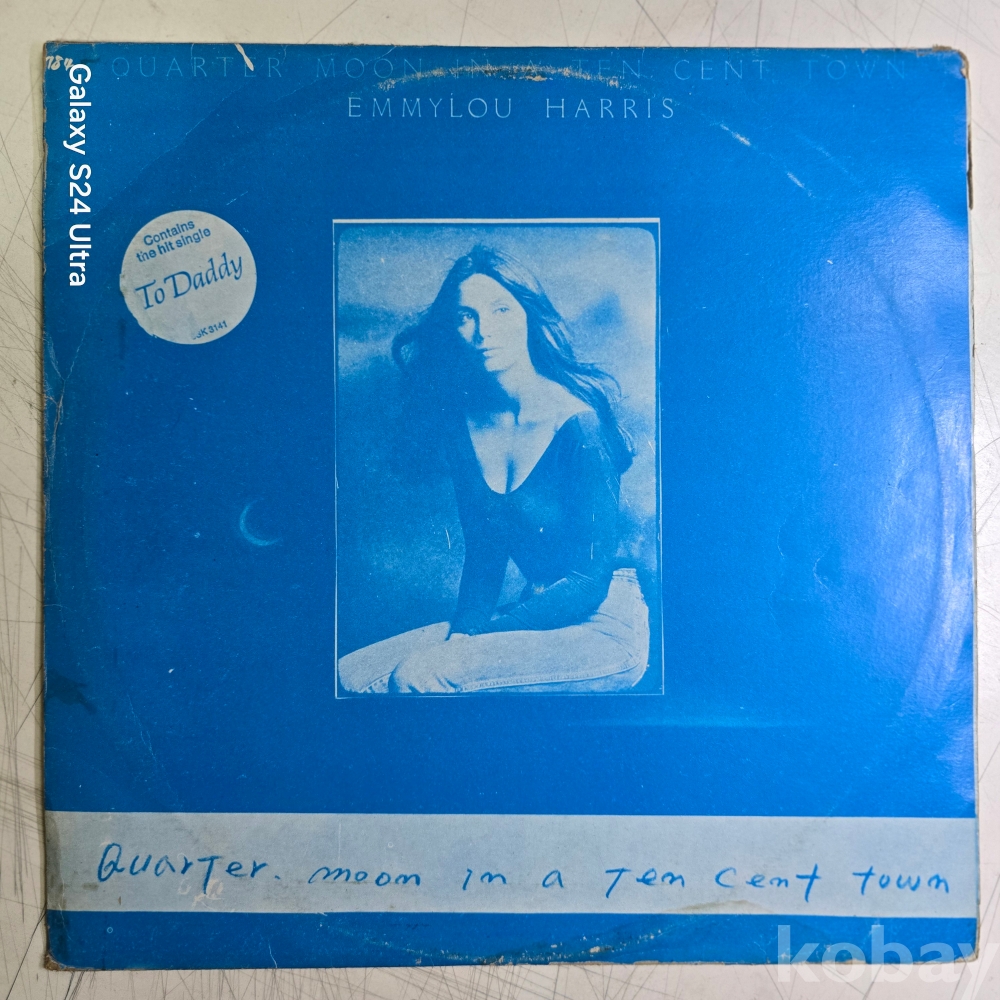 QUARTER MOON IN A TEN CENT TOWN
EMMYLOU HARRIS
Galaxy S24 Ultra
Contains
the hit single
To Daddy
Quarter. moon in a Ten Cent town
kobay